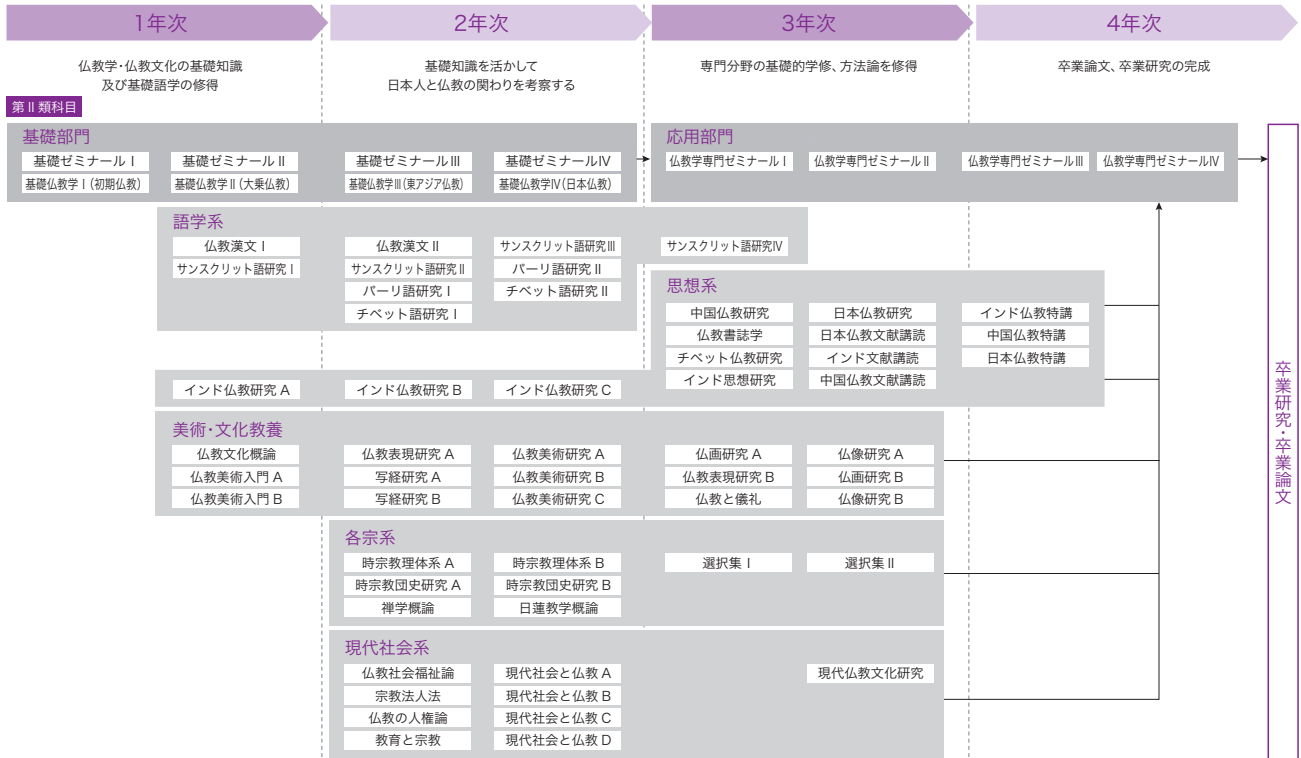 1年次
2年次
3年次
4年次
仏教学・仏教文化の基礎知識
及び基礎語学の修得
基礎知識を活かして
日本人と仏教の関わりを考察する
専門分野の基礎的学修、方法論を修得
卒業論文、卒業研究の完成
第Ⅱ類科目
基礎部門
基礎ゼミナールⅠ
基礎ゼミナールⅡ
基礎ゼミナールⅢ
基礎ゼミナールⅣ
基礎仏教学Ⅰ(初期仏教)
基礎仏教学Ⅱ(大乗仏教)
基礎仏教学Ⅲ(東アジア仏教)
基礎仏教学Ⅳ(日本仏教)
応用部門
仏教学専門ゼミナールⅠ
仏教学専門ゼミナールⅡ
仏教学専門ゼミナールⅢ
仏教学専門ゼミナールⅣ
語学系
仏教漢文Ⅰ
仏教漢文Ⅱ
サンスクリット語研究Ⅲ
サンスクリット語研究Ⅳ
サンスクリット語研究Ⅰ
サンスクリット語研究Ⅱ
パーリ語研究Ⅱ
パーリ語研究Ⅰ
チベット語研究Ⅱ
チベット語研究Ⅰ
思想系
中国仏教研究
日本仏教研究
インド仏教特講
仏教書誌学
日本仏教文献講読
中国仏教特講
チベット仏教研究
インド文献講読
日本仏教特講
インド思想研究
中国仏教文献講読
インド仏教研究 A
インド仏教研究 B
インド仏教研究 C
美術・文化教養
仏教文化概論
仏教表現研究 A
仏教美術研究 A
仏画研究 A
仏像研究 A
仏教美術入門 A
写経研究 A
仏教美術研究 B
仏教表現研究 B
仏画研究 B
仏教美術入門 B
写経研究 B
仏教美術研究 C
仏教と儀礼
仏像研究 B
各宗系
時宗教理体系 A
時宗教理体系 B
選択集Ⅰ
選択集Ⅱ
時宗教団史研究 A
時宗教団史研究 B
禅学概論
日蓮教学概論
現代社会系
仏教社会福祉論
現代社会と仏教 A
現代仏教文化研究
宗教法人法
現代社会と仏教 B
仏教の人権論
現代社会と仏教 C
教育と宗教
現代社会と仏教 D
卒業研究・卒業論文